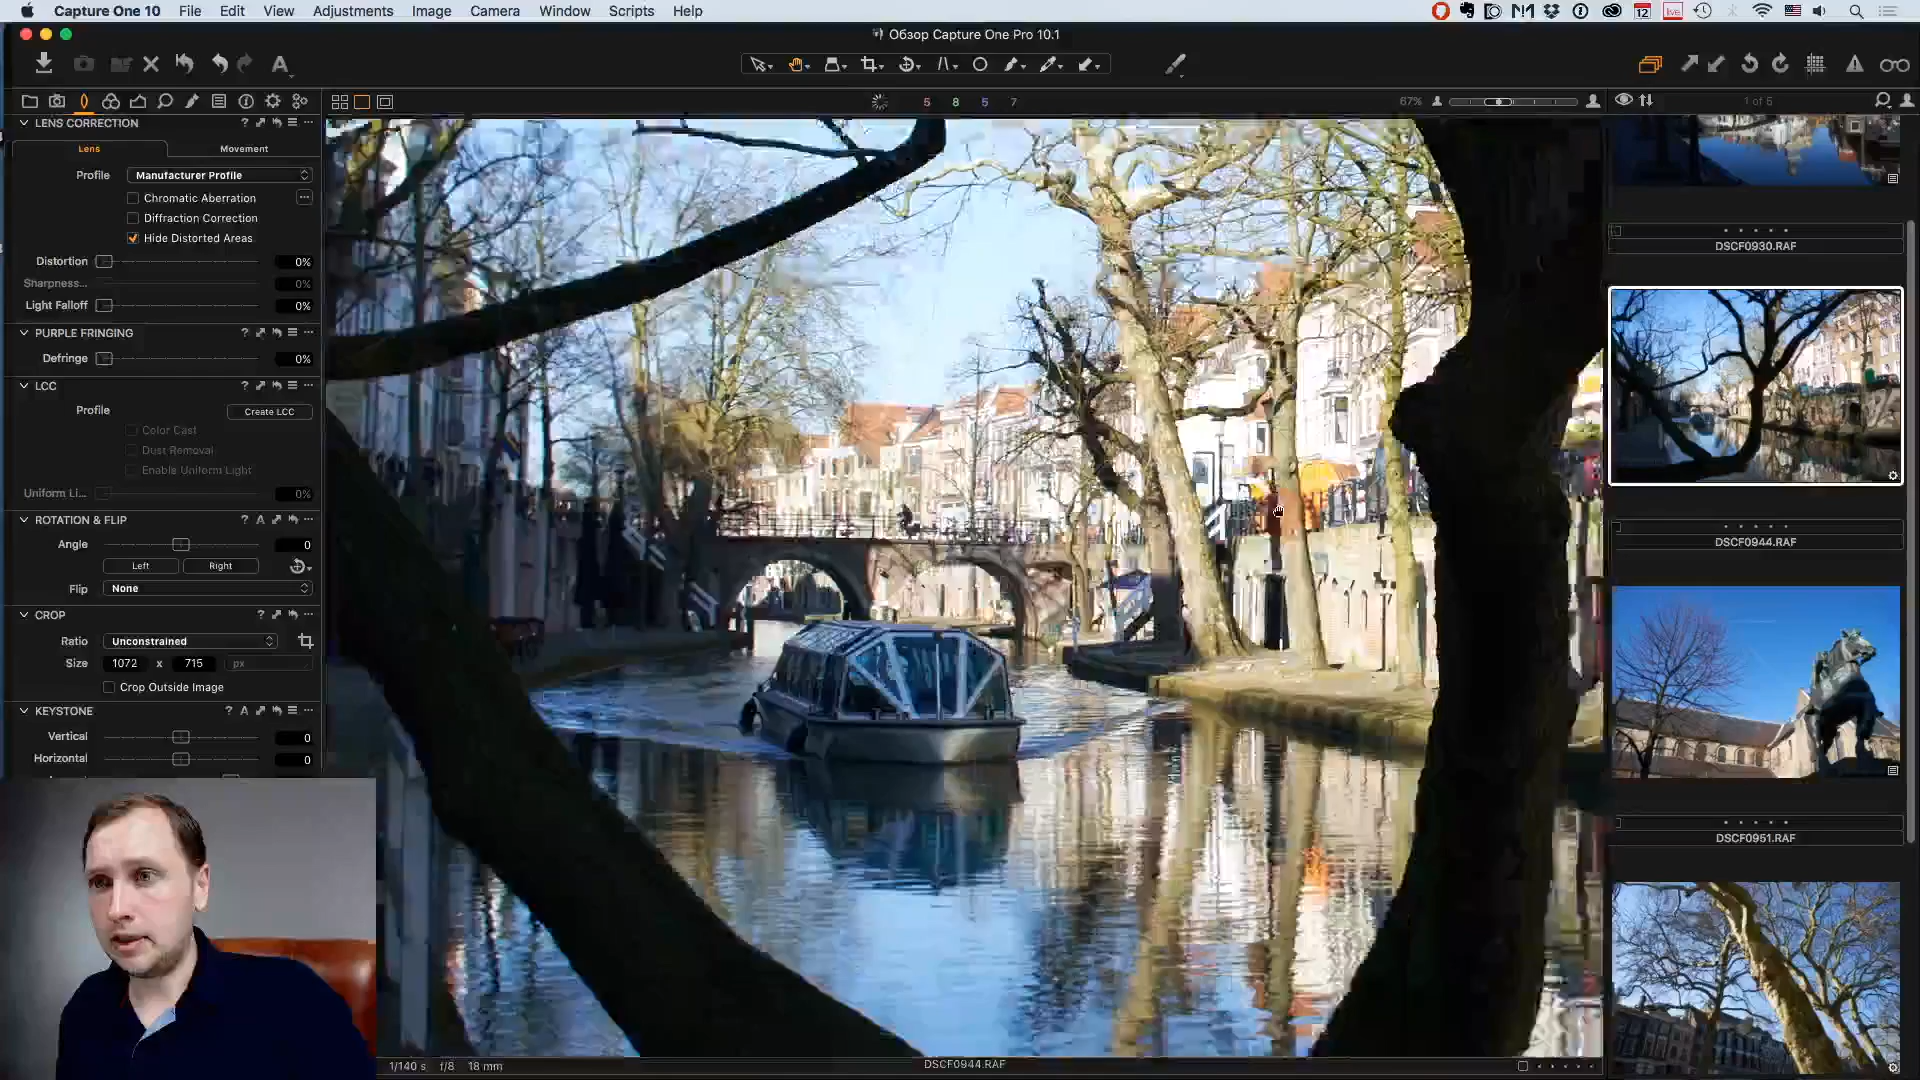 Capture One 10 File Edit View Adjustments Image Camera Window Scripts Help
12 live
Обзор Capture One Pro 10.1
5 8 5 7
67%
1 of 5
LENS CORRECTION
Lens Movement
Profile Manufacturer Profile
Chromatic Aberration
Diffraction Correction
Hide Distorted Areas
Distortion 0%
Sharpness... 0%
Light Falloff 0%
PURPLE FRINGING
Defringe 0%
LCC
Profile Create LCC
Color Cast
Dust Removal
Enable Uniform Light
Uniform Li... 0%
ROTATION & FLIP
Angle 0
Left Right
Flip None
CROP
Ratio Unconstrained
Size 1072 x 715 px
Crop Outside Image
KEYSTONE
Vertical 0
Horizontal 0
1/140 s f/8 18 mm
DSCF0944.RAF
DSCF0930.RAF
DSCF0944.RAF
DSCF0951.RAF